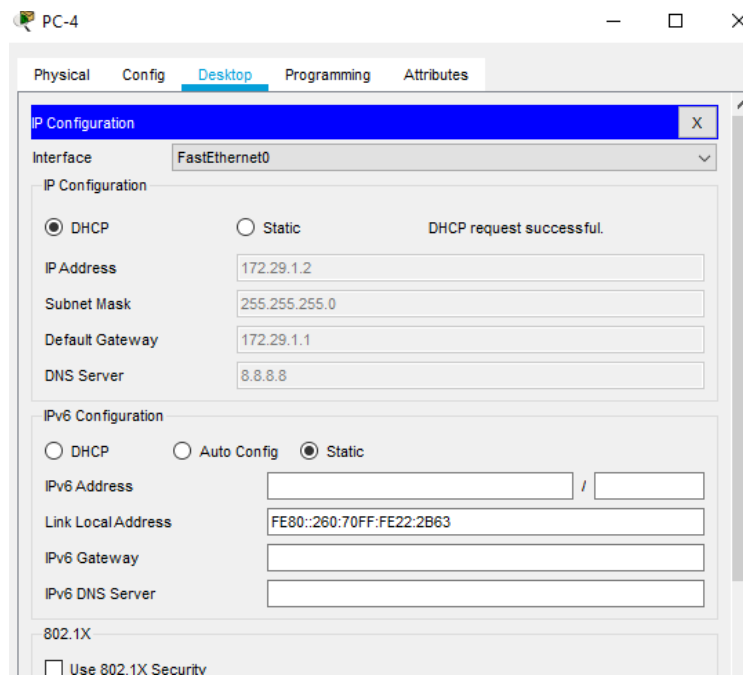 PC-4
Physical Config Desktop Programming Attributes
IP Configuration X
Interface FastEthernet0
IP Configuration
DHCP Static DHCP request successful.
IP Address 172.29.1.2
Subnet Mask 255.255.255.0
Default Gateway 172.29.1.1
DNS Server 8.8.8.8
IPv6 Configuration
DHCP Auto Config Static
IPv6 Address /
Link Local Address FE80::260:70FF:FE22:2B63
IPv6 Gateway
IPv6 DNS Server
802.1X
Use 802.1X Security